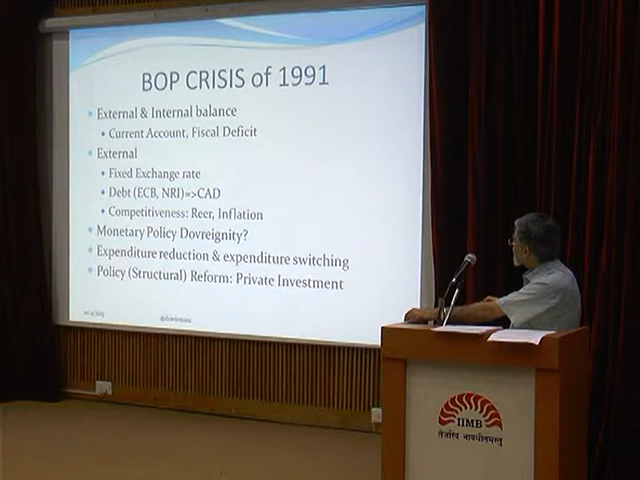 BOP CRISIS of 1991
External & Internal balance
Current Account, Fiscal Deficit
External
Fixed Exchange rate
Debt (ECB, NRI)=>CAD
Competitiveness: Reer, Inflation
Monetary Policy Dovreignity?
Expenditure reduction & expenditure switching
Policy (Structural) Reform: Private Investment
IIMB
तेजस्वि नावधीतमस्तु